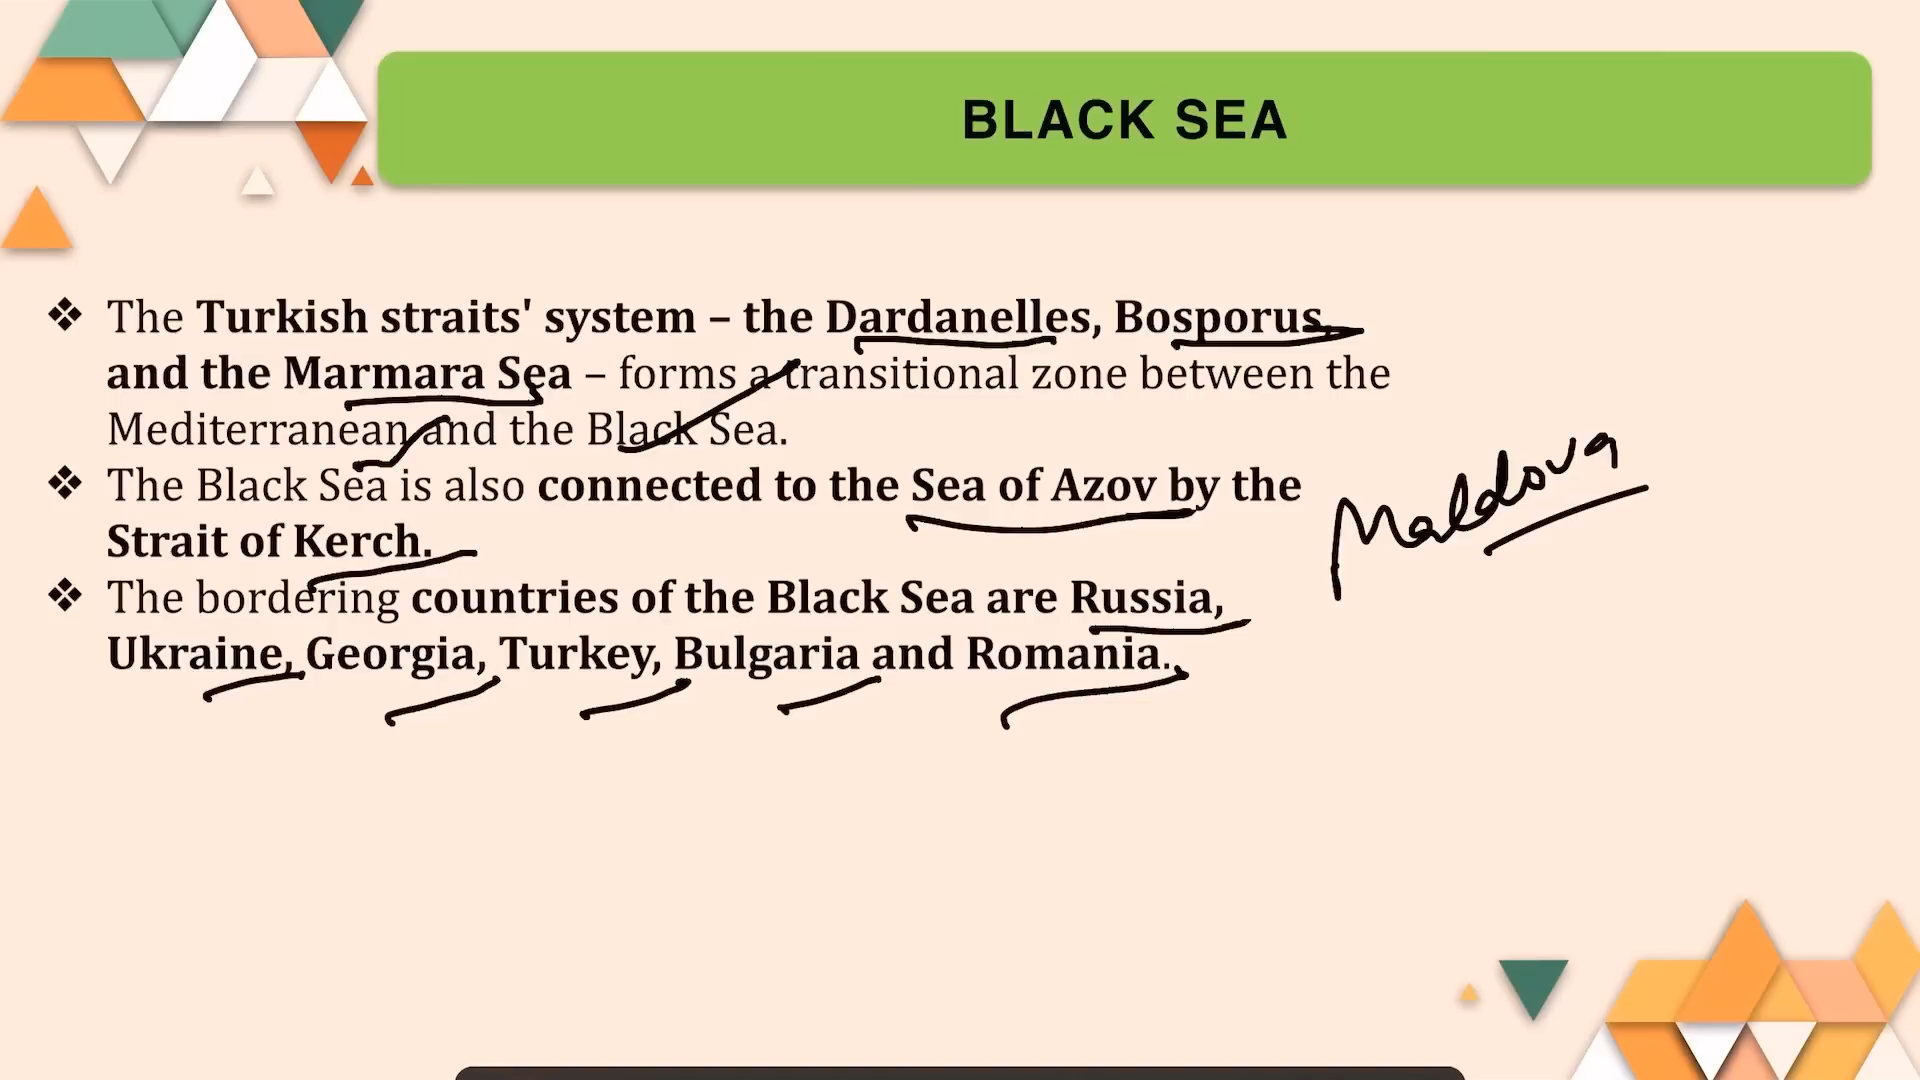 BLACK SEA
❖ The Turkish straits' system – the Dardanelles, Bosporus,
and the Marmara Sea – forms a transitional zone between the
Mediterranean and the Black Sea.
❖ The Black Sea is also connected to the Sea of Azov by the
Strait of Kerch.
Maldova
❖ The bordering countries of the Black Sea are Russia,
Ukraine, Georgia, Turkey, Bulgaria and Romania.